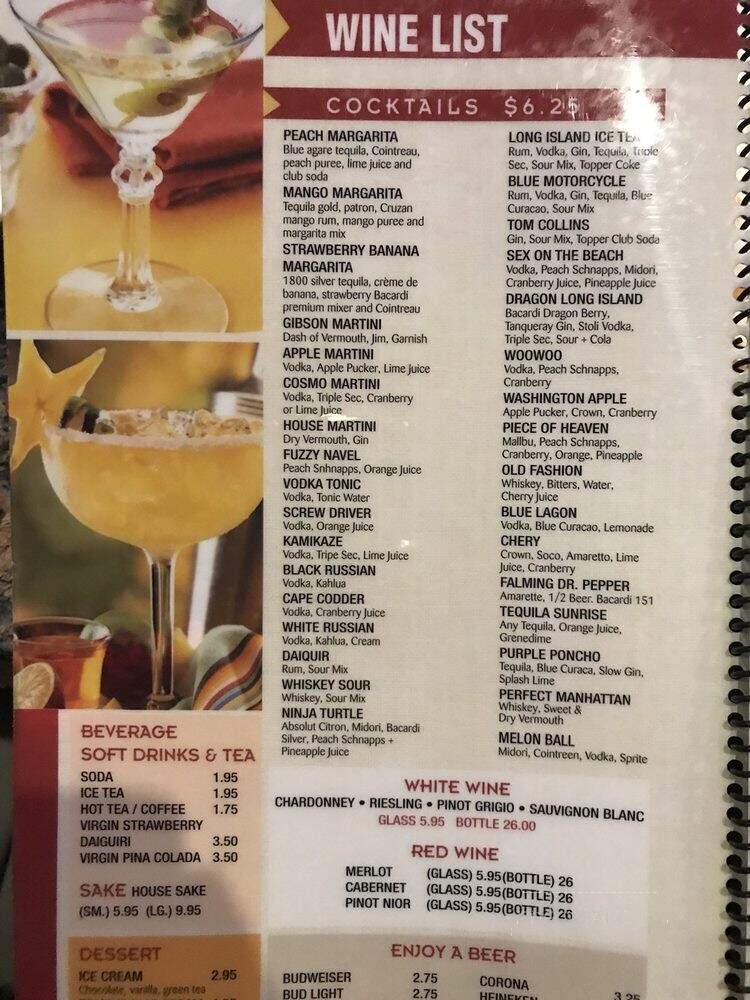 WINE LIST
COCKTAILS $6.25
PEACH MARGARITA
Blue agare tequila, Cointreau,
peach puree, lime juice and
club soda
MANGO MARGARITA
Tequila gold, patron, Cruzan
mango rum, mango puree and
margarita mix
STRAWBERRY BANANA
MARGARITA
1800 silver tequila, crème de
banana, strawberry Bacardi
premium mixer and Cointreau
GIBSON MARTINI
Dash of Vermouth, Jim, Garnish
APPLE MARTINI
Vodka, Apple Pucker, Lime Juice
COSMO MARTINI
Vodka, Triple Sec, Cranberry
or Lime Juice
HOUSE MARTINI
Dry Vermouth, Gin
FUZZY NAVEL
Peach Snhnapps, Orange Juice
VODKA TONIC
Vodka, Tonic Water
SCREW DRIVER
Vodka, Orange Juice
KAMIKAZE
Vodka, Tripe Sec, Lime Juice
BLACK RUSSIAN
Vodka, Kahlua
CAPE CODDER
Vodka, Cranberry Juice
WHITE RUSSIAN
Vodka, Kahlua, Cream
DAIQUIR
Rum, Sour Mix
WHISKEY SOUR
Whiskey, Sour Mix
NINJA TURTLE
Absolut Citron, Midori, Bacardi
Silver, Peach Schnapps +
Pineapple Juice
LONG ISLAND ICE TEA
Rum, Vodka, Gin, Tequila, Triple
Sec, Sour Mix, Topper Coke
BLUE MOTORCYCLE
Rum, Vodka, Gin, Tequila, Blue
Curacao, Sour Mix
TOM COLLINS
Gin, Sour Mix, Topper Club Soda
SEX ON THE BEACH
Vodka, Peach Schnapps, Midori,
Cranberry Juice, Pineapple Juice
DRAGON LONG ISLAND
Bacardi Dragon Berry,
Tanqueray Gin, Stoli Vodka,
Triple Sec, Sour + Cola
WOOWOO
Vodka, Peach Schnapps,
Cranberry
WASHINGTON APPLE
Apple Pucker, Crown, Cranberry
PIECE OF HEAVEN
Mallbu, Peach Schnapps,
Cranberry, Orange, Pineapple
OLD FASHION
Whiskey, Bitters, Water,
Cherry Juice
BLUE LAGON
Vodka, Blue Curacao, Lemonade
CHERY
Crown, Soco, Amaretto, Lime
Juice, Cranberry
FALMING DR. PEPPER
Amarette, 1/2 Beer. Bacardi 151
TEQUILA SUNRISE
Any Tequila, Orange Juice,
Grenedime
PURPLE PONCHO
Tequila, Blue Curaca, Slow Gin,
Splash Lime
PERFECT MANHATTAN
Whiskey, Sweet &
Dry Vermouth
MELON BALL
Midori, Cointreen, Vodka, Sprite
BEVERAGE
SOFT DRINKS & TEA
SODA 1.95
ICE TEA 1.95
HOT TEA / COFFEE 1.75
VIRGIN STRAWBERRY
DAIGUIRI 3.50
VIRGIN PINA COLADA 3.50
SAKE HOUSE SAKE
(SM.) 5.95 (LG.) 9.95
DESSERT
ICE CREAM 2.95
Chocolate, vanilla, green tea
WHITE WINE
CHARDONNEY • RIESLING • PINOT GRIGIO • SAUVIGNON BLANC
GLASS 5.95 BOTTLE 26.00
RED WINE
MERLOT (GLASS) 5.95(BOTTLE) 26
CABERNET (GLASS) 5.95(BOTTLE) 26
PINOT NIOR (GLASS) 5.95(BOTTLE) 26
ENJOY A BEER
BUDWEISER 2.75
BUD LIGHT 2.75
CORONA
HEINEKEN 3.25